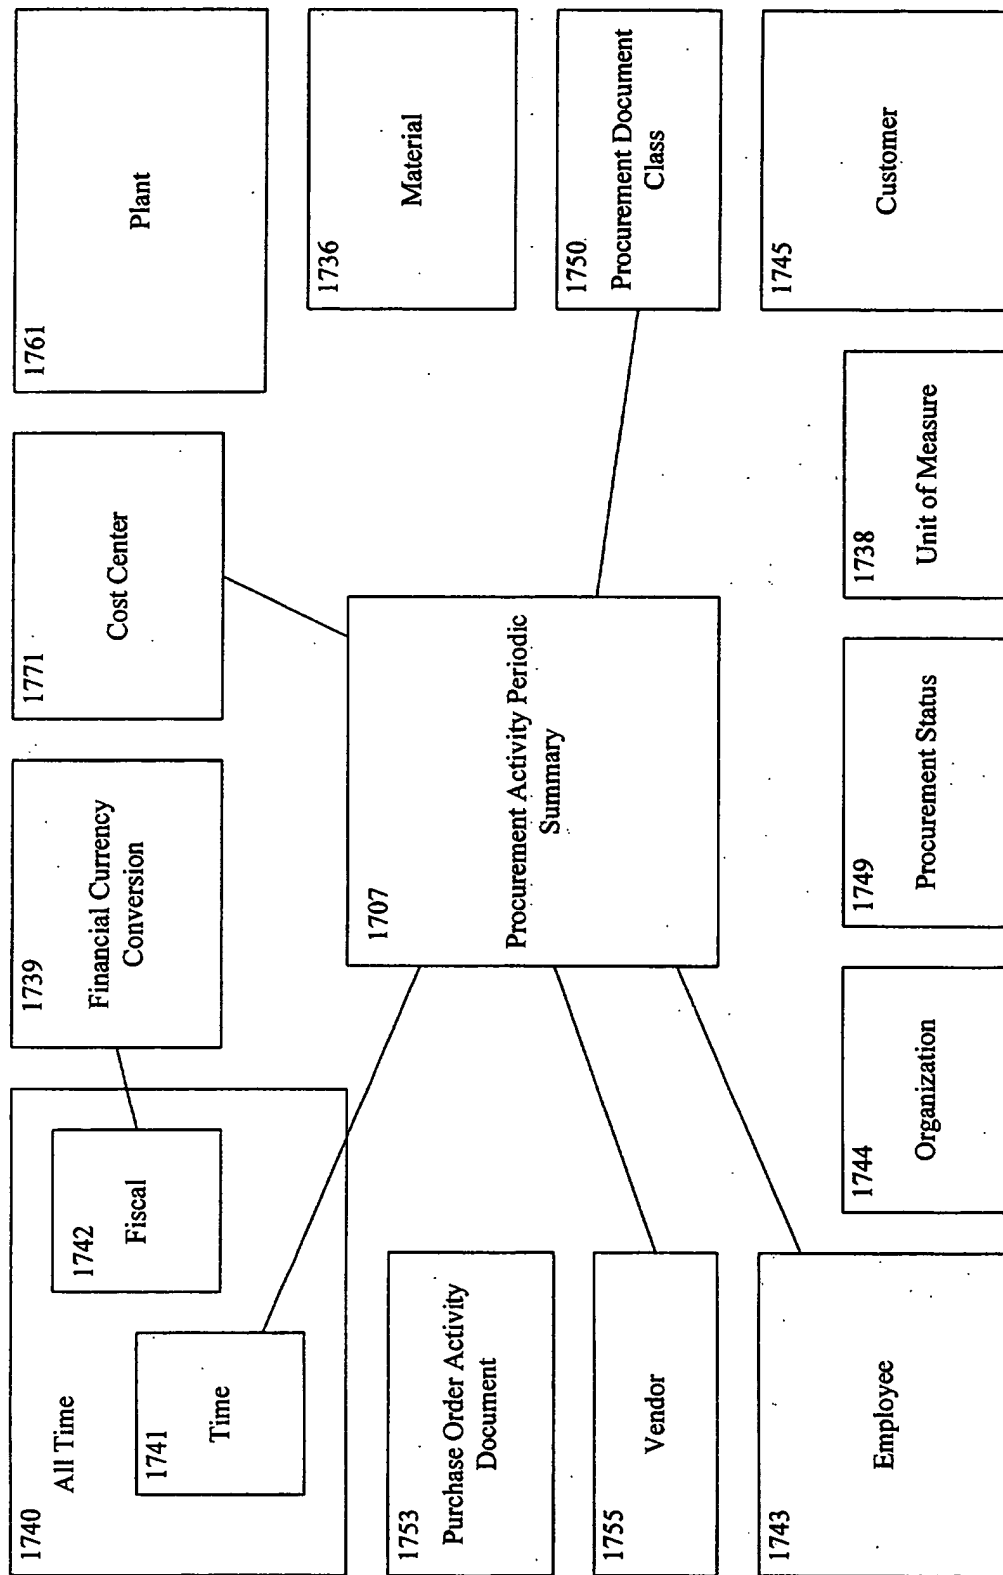 1740
All Time
1741
Time
1742
Fiscal
1739
Financial Currency
Conversion
1771
Cost Center
1761
Plant
1753
Purchase Order Activity
Document
1707
Procurement Activity Periodic
Summary
1736
Material
1755
Vendor
1750
Procurement Document
Class
1743
Employee
1744
Organization
1749
Procurement Status
1738
Unit of Measure
1745
Customer